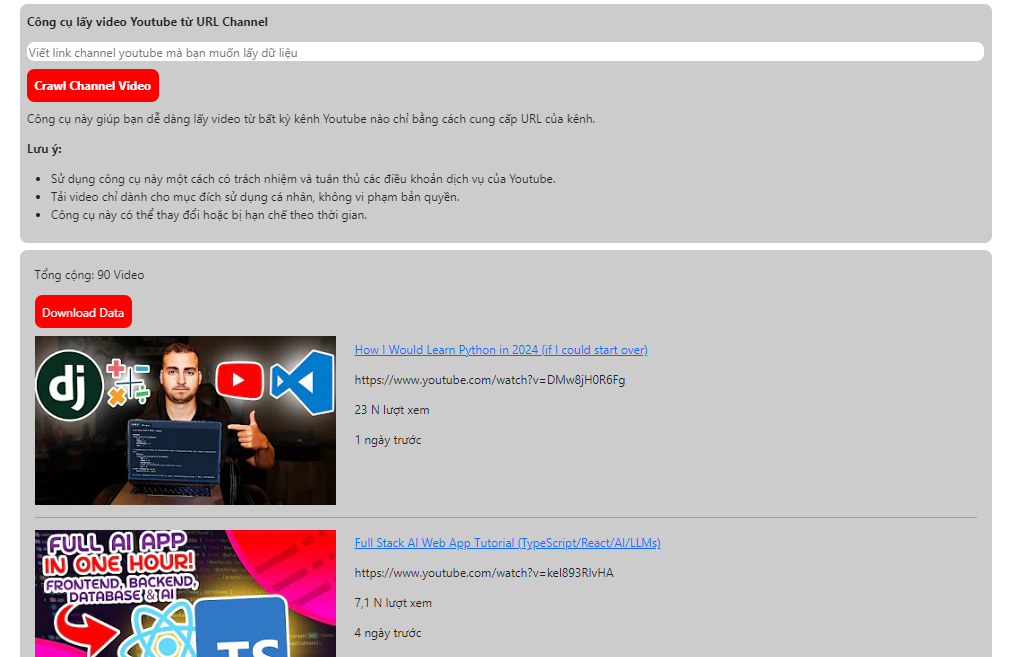 Công cụ lấy video Youtube từ URL Channel
Viết link channel youtube mà bạn muốn lấy dữ liệu
Crawl Channel Video
Công cụ này giúp bạn dễ dàng lấy video từ bất kỳ kênh Youtube nào chỉ bằng cách cung cấp URL của kênh.
Lưu ý:
Sử dụng công cụ này một cách có trách nhiệm và tuân thủ các điều khoản dịch vụ của Youtube.
Tải video chỉ dành cho mục đích sử dụng cá nhân, không vi phạm bản quyền.
Công cụ này có thể thay đổi hoặc bị hạn chế theo thời gian.
Tổng cộng: 90 Video
Download Data
dj
How I Would Learn Python in 2024 (if I could start over)
https://www.youtube.com/watch?v=DMw8jH0R6Fg
23 N lượt xem
1 ngày trước
FULL AI APP
IN ONE HOUR!
FRONTEND, BACKEND,
DATABASE & AI
TS
Full Stack AI Web App Tutorial (TypeScript/React/AI/LLMs)
https://www.youtube.com/watch?v=keI893RlvHA
7,1 N lượt xem
4 ngày trước